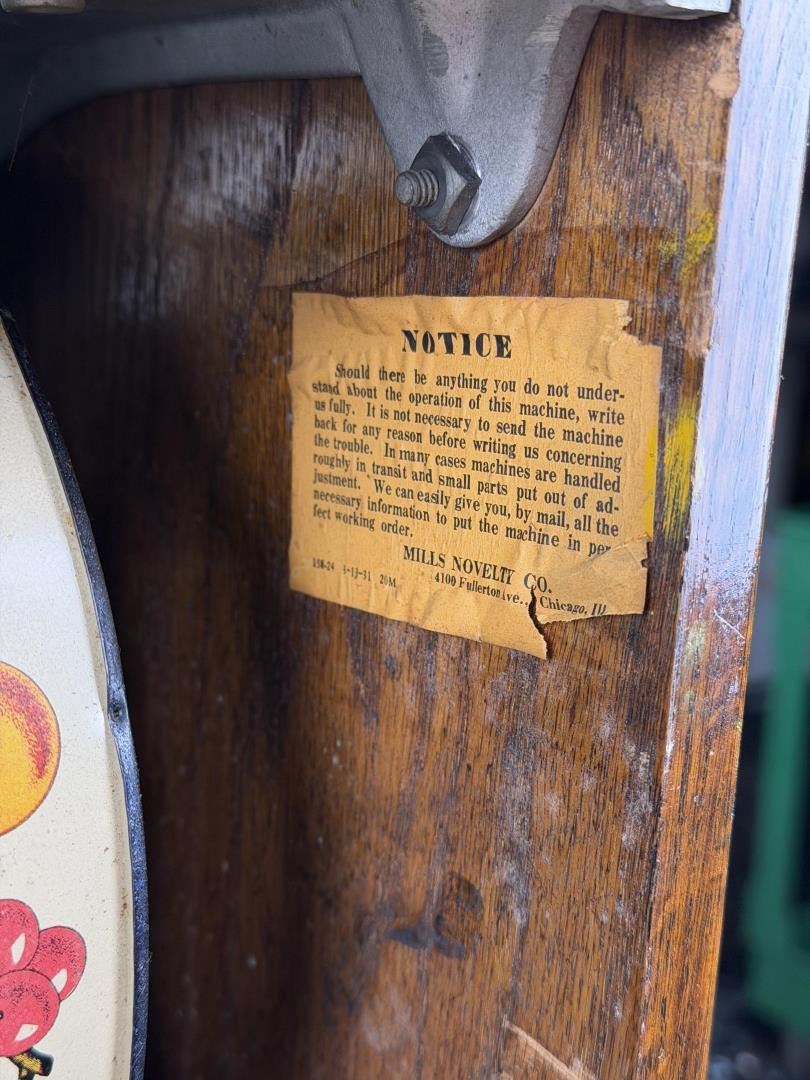 NOTICE
Should there be anything you do not under-
stand about the operation of this machine, write
us fully. It is not necessary to send the machine
back for any reason before writing us concerning
the trouble. In many cases machines are handled
roughly in transit and small parts put out of ad-
justment. We can easily give you, by mail, all the
necessary information to put the machine in per
fect working order.
MILLS NOVELTY CO.
4100 Fullerton Ave., Chicago, Ill
20M